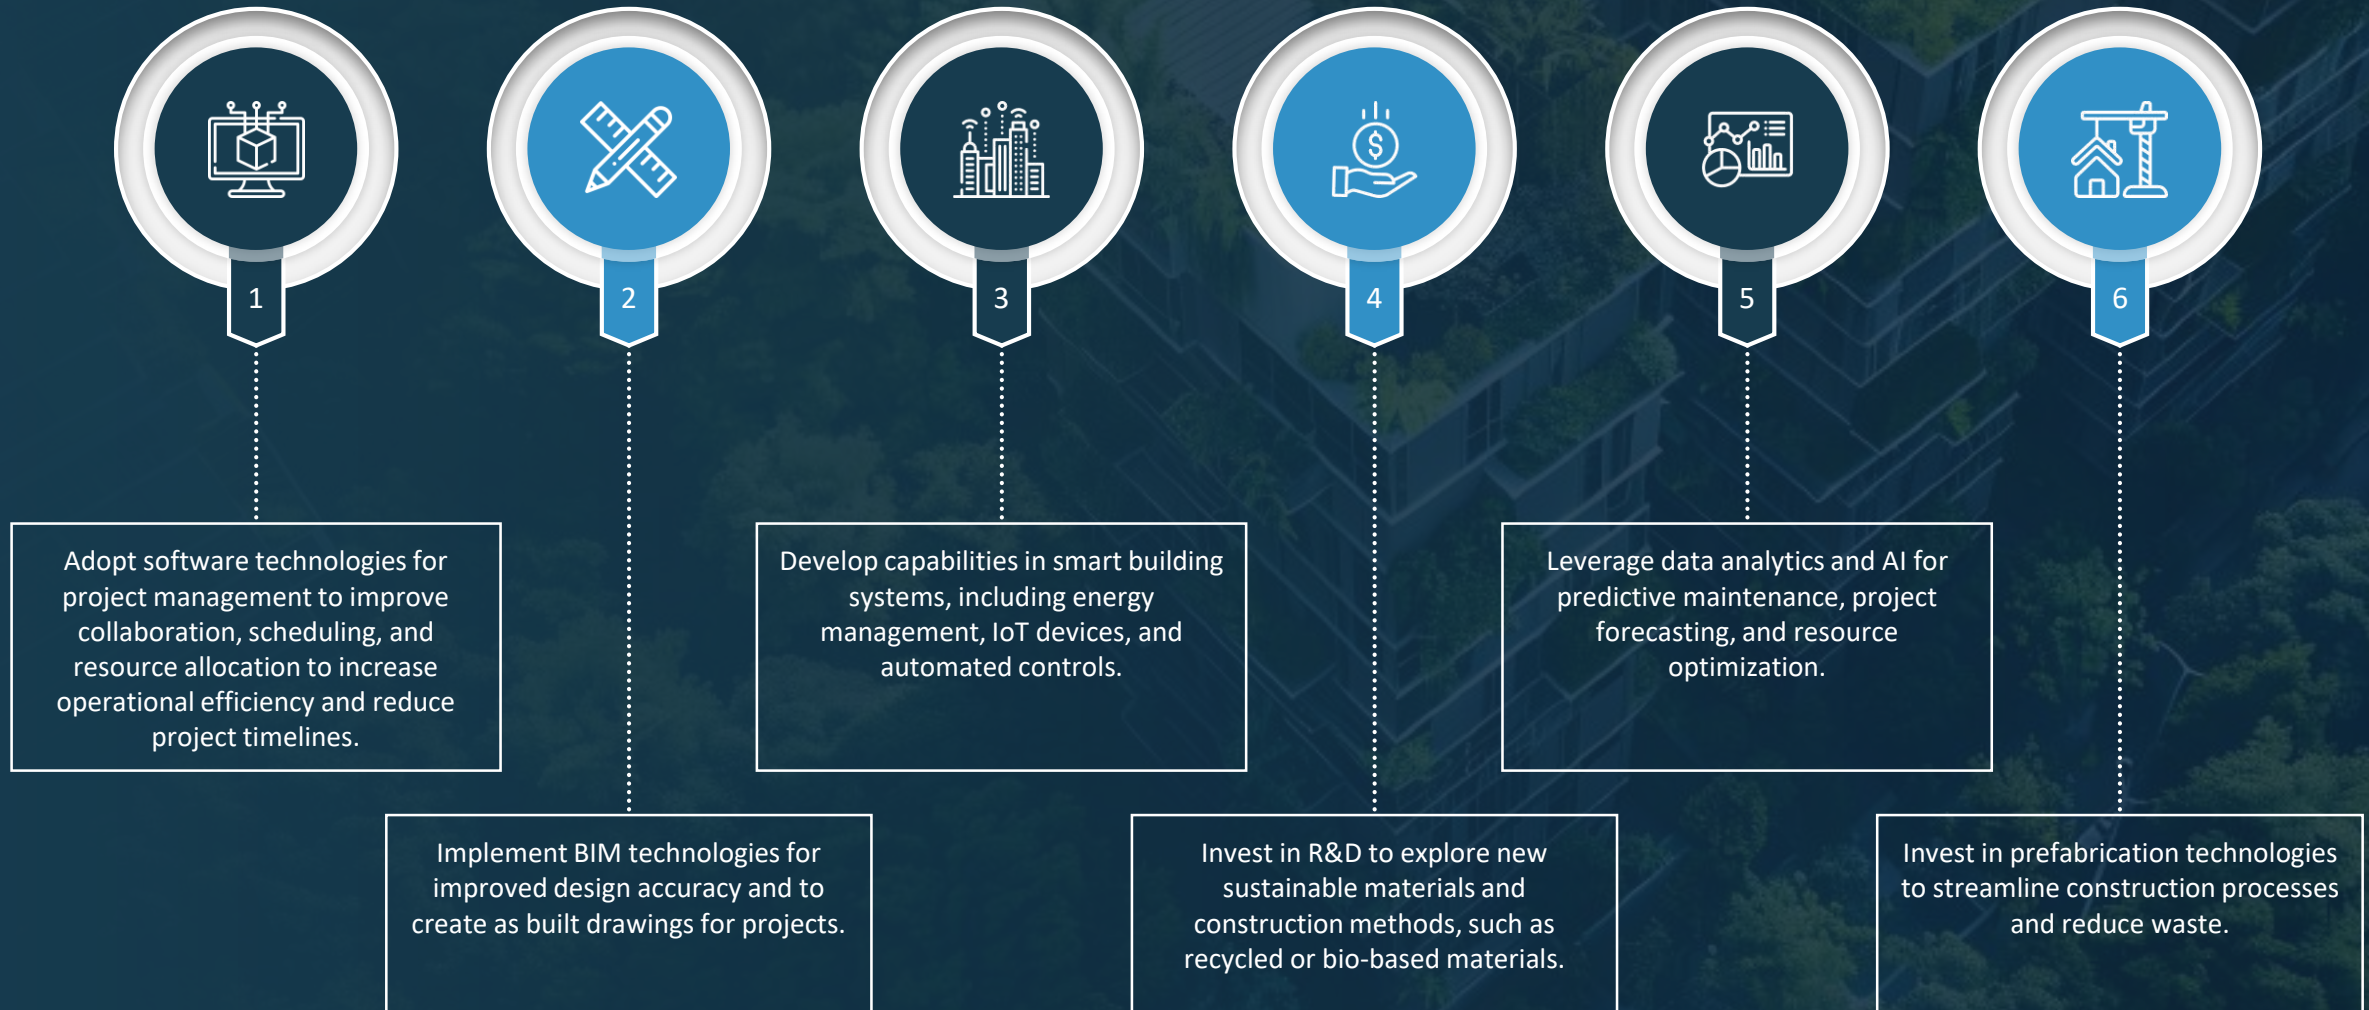 1
2
3
4
5
6
Adopt software technologies for
project management to improve
collaboration, scheduling, and
resource allocation to increase
operational efficiency and reduce
project timelines.
Implement BIM technologies for
improved design accuracy and to
create as built drawings for projects.
Develop capabilities in smart building
systems, including energy
management, IoT devices, and
automated controls.
Invest in R&D to explore new
sustainable materials and
construction methods, such as
recycled or bio-based materials.
Leverage data analytics and AI for
predictive maintenance, project
forecasting, and resource
optimization.
Invest in prefabrication technologies
to streamline construction processes
and reduce waste.